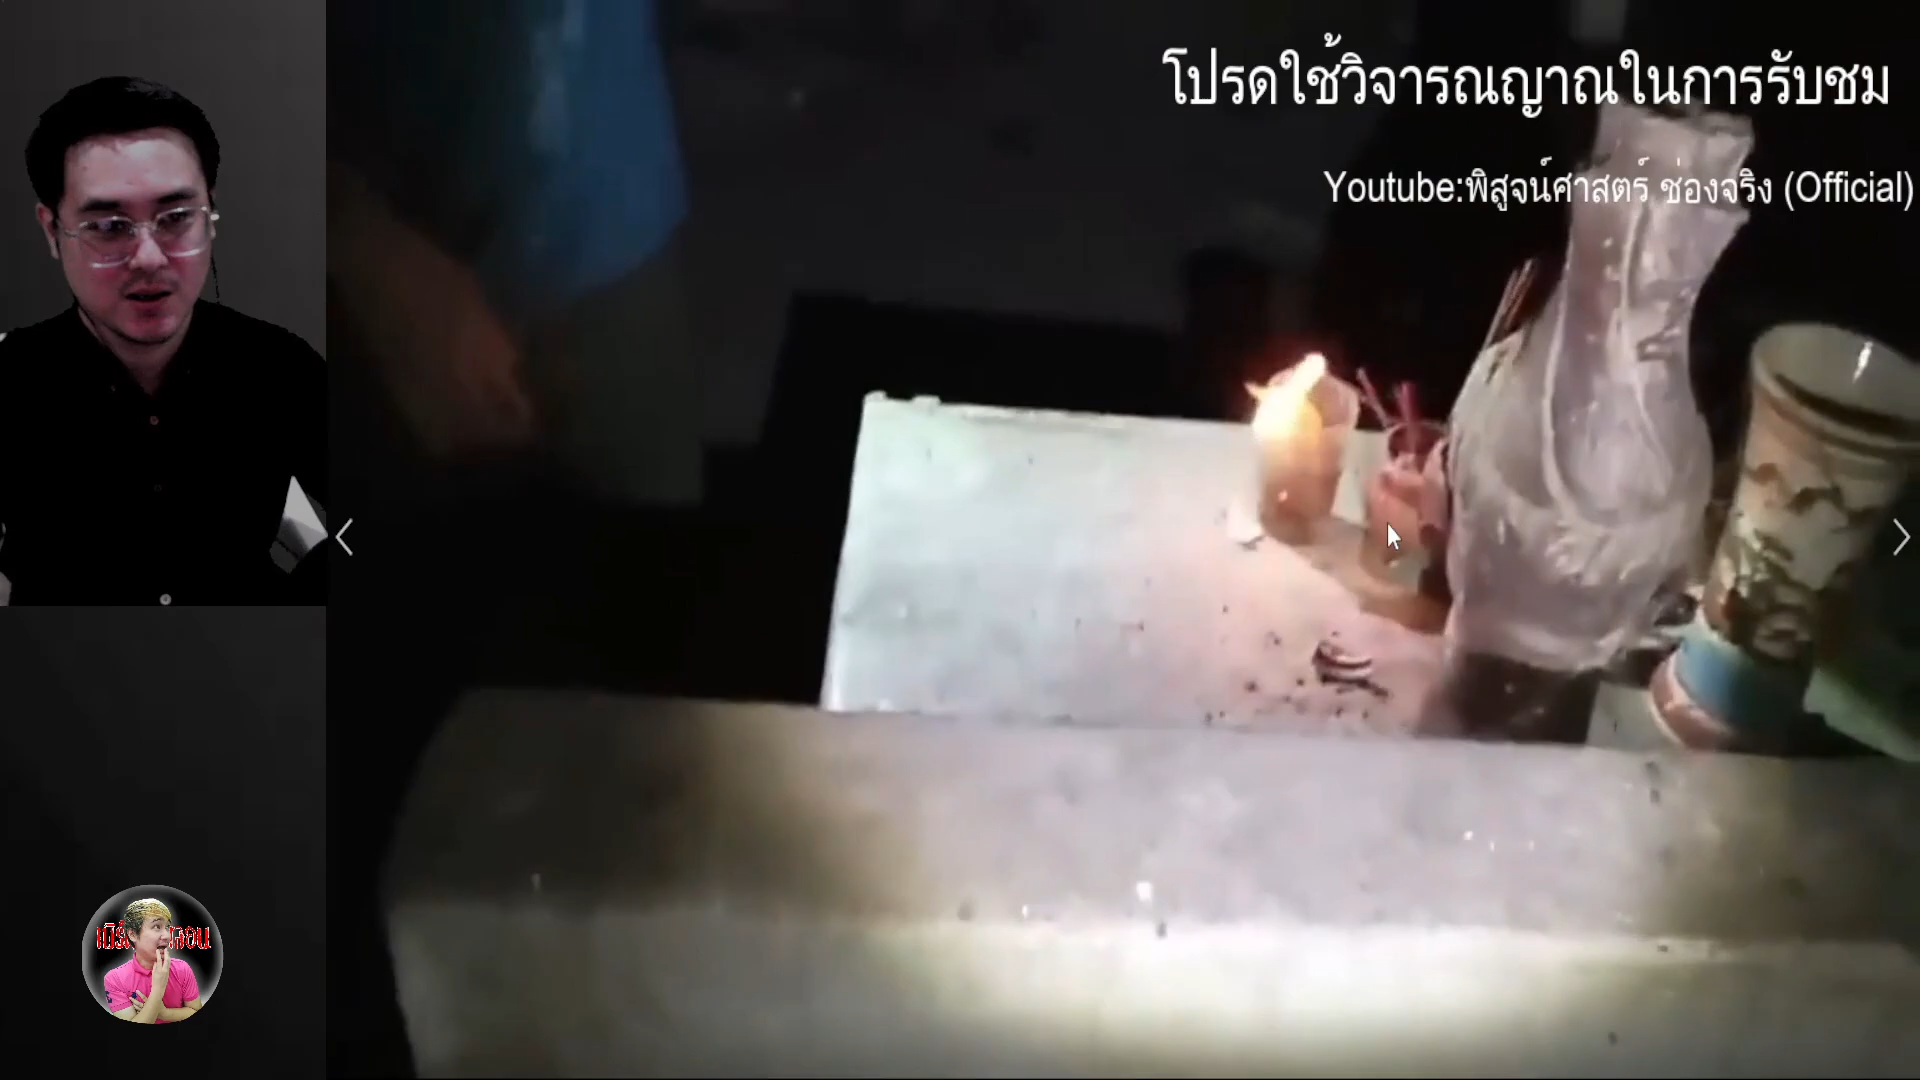 โปรดใช้วิจารณญาณในการรับชม
Youtube:พิสูจน์ศาสตร์ ช่องจริง (Official)